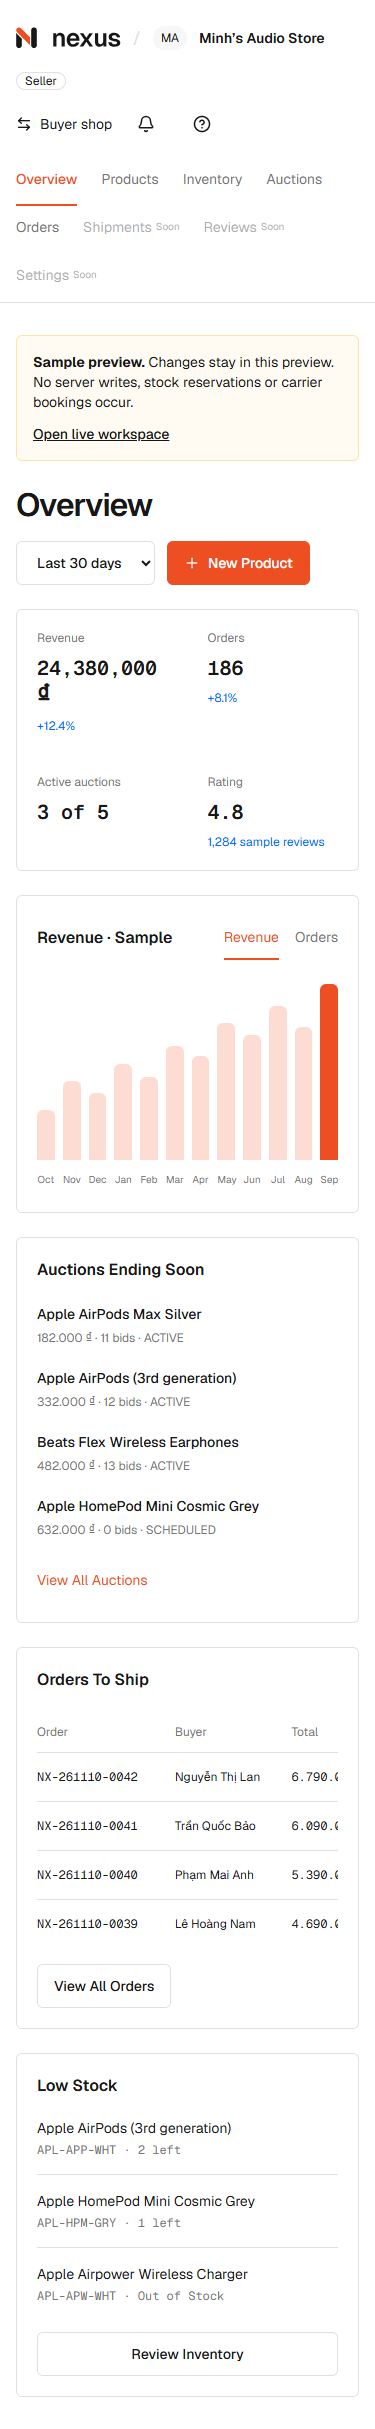 nexus / MA Minh's Audio Store
Seller
Buyer shop
Overview Products Inventory Auctions
Orders Shipments Soon Reviews Soon
Settings Soon
Sample preview. Changes stay in this preview.
No server writes, stock reservations or carrier
bookings occur.
Open live workspace
Overview
Last 30 days + New Product
Revenue Orders
24,380,000 186
₫ +8.1%
+12.4%
Active auctions Rating
3 of 5 4.8
1,284 sample reviews
Revenue · Sample Revenue Orders
Oct Nov Dec Jan Feb Mar Apr May Jun Jul Aug Sep
Auctions Ending Soon
Apple AirPods Max Silver
182.000 ₫ · 11 bids · ACTIVE
Apple AirPods (3rd generation)
332.000 ₫ · 12 bids · ACTIVE
Beats Flex Wireless Earphones
482.000 ₫ · 13 bids · ACTIVE
Apple HomePod Mini Cosmic Grey
632.000 ₫ · 0 bids · SCHEDULED
View All Auctions
Orders To Ship
Order Buyer Total
NX-261110-0042 Nguyễn Thị Lan 6.790.0
NX-261110-0041 Trần Quốc Bảo 6.090.0
NX-261110-0040 Phạm Mai Anh 5.390.0
NX-261110-0039 Lê Hoàng Nam 4.690.0
View All Orders
Low Stock
Apple AirPods (3rd generation)
APL-APP-WHT · 2 left
Apple HomePod Mini Cosmic Grey
APL-HPM-GRY · 1 left
Apple Airpower Wireless Charger
APL-APW-WHT · Out of Stock
Review Inventory